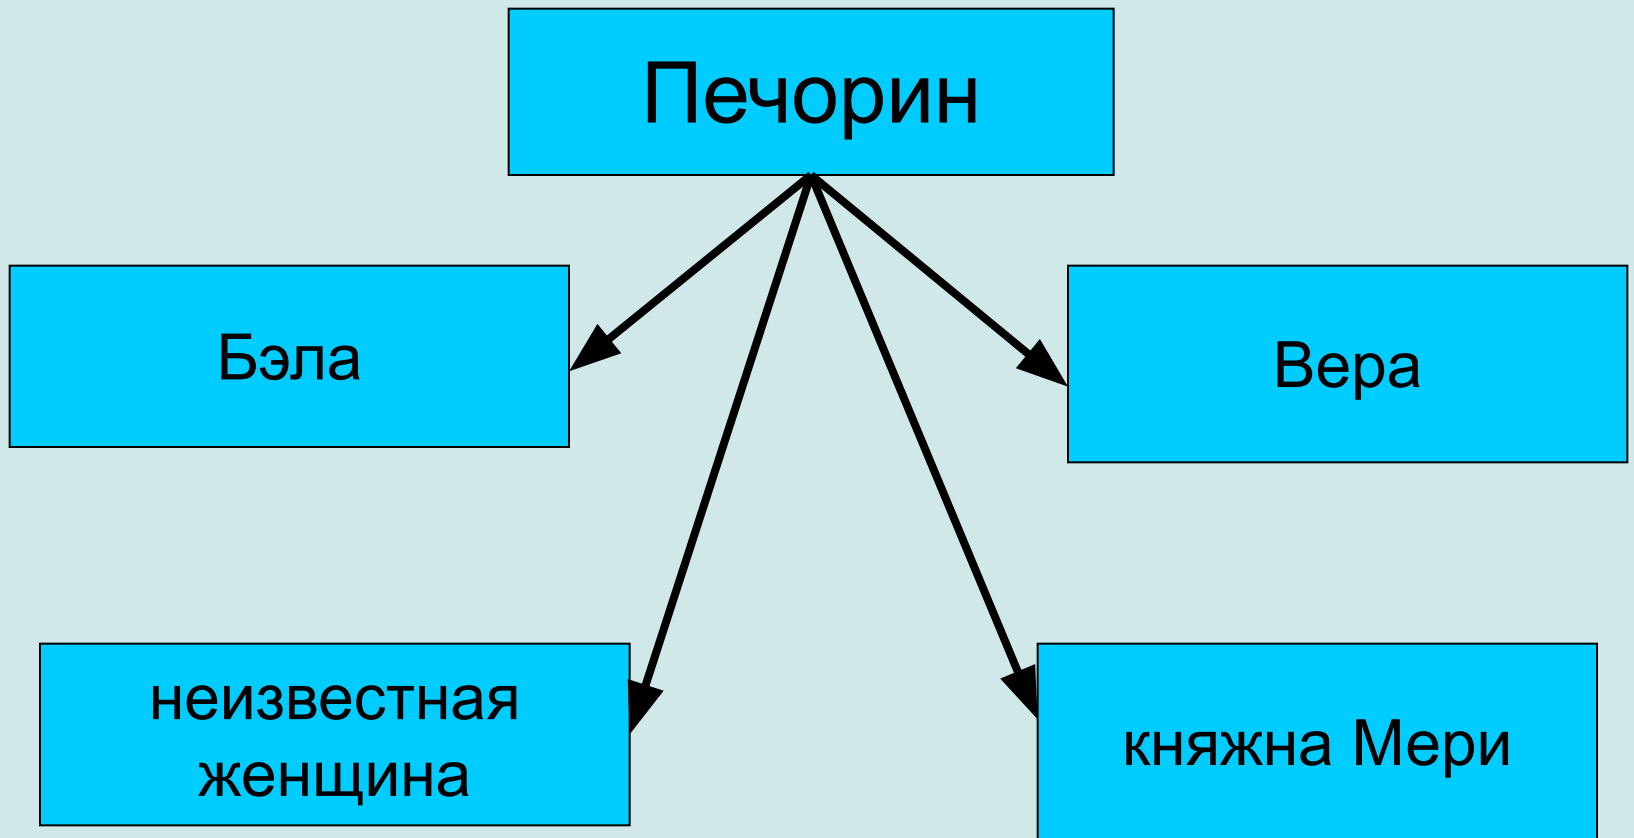 Печорин
Бэла
Вера
неизвестная
женщина
княжна Мери